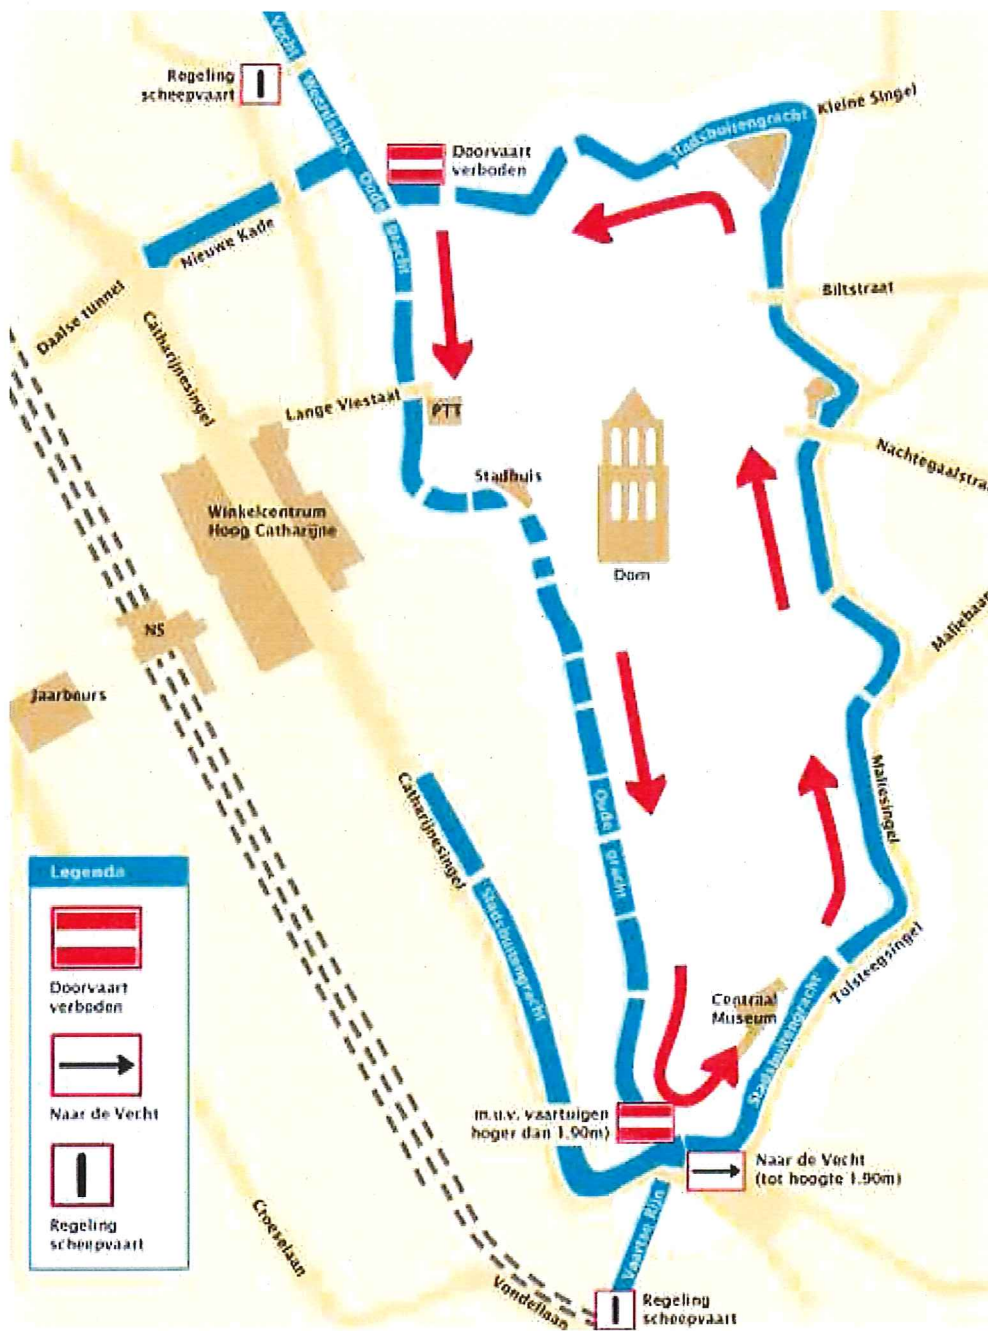 Vecht
Regeling
scheepvaart
Weerdsluis
Doorvaart
verboden
Stadsbuitengracht
Kleine Singel
Oude
gracht
Nieuwe Kade
Biltstraat
Daalse tunnel
Catharijnesingel
Lange Viestaat
PTT
Nachtegaalstraa
Stadhuis
Winkelcentrum
Hoog Catharijne
Dom
Maliebaan
NS
Jaarbeurs
Catharijnesingel
Oude
gracht
Maliesingel
Stadsbuitengracht
Tolsteegsingel
Centraal
Museum
Stadsbuitengracht
m.u.v. vaartuigen
hoger dan 1.90m)
Naar de Vecht
(tot hoogte 1.90m)
Vaartse Rijn
Croeselaan
Vondellaan
Regeling
scheepvaart
Legenda
Doorvaart
verboden
Naar de Vecht
Regeling
scheepvaart